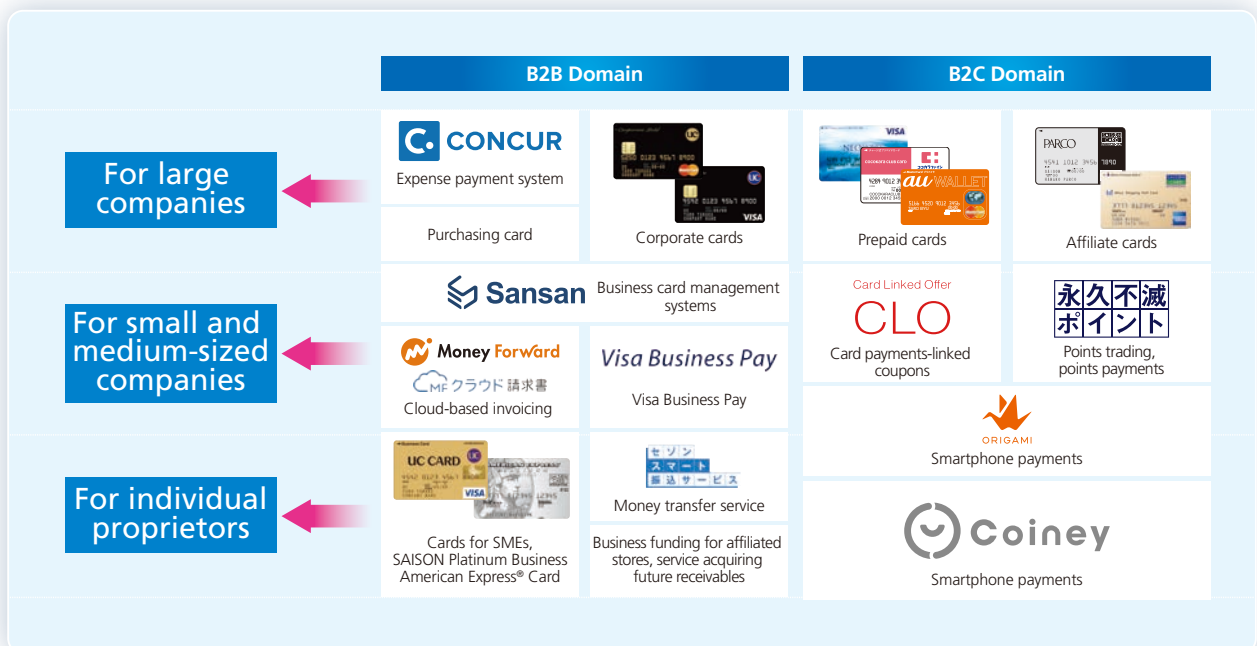 B2B Domain
B2C Domain
For large
companies
CONCUR
Expense payment system
Purchasing card
Corporate cards
VISA
au WALLET
Prepaid cards
PARCO
Affiliate cards
For small and
medium-sized
companies
Sansan
Business card management
systems
Money Forward
MFクラウド請求書
Cloud-based invoicing
Visa Business Pay
Visa Business Pay
Card Linked Offer
CLO
Card payments-linked
coupons
永久不滅
ポイント
Points trading,
points payments
ORIGAMI
Smartphone payments
For individual
proprietors
UC CARD
VISA
Cards for SMEs,
SAISON Platinum Business
American Express® Card
セゾン
スマート
振込サービス
Money transfer service
Business funding for affiliated
stores, service acquiring
future receivables
Coiney
Smartphone payments